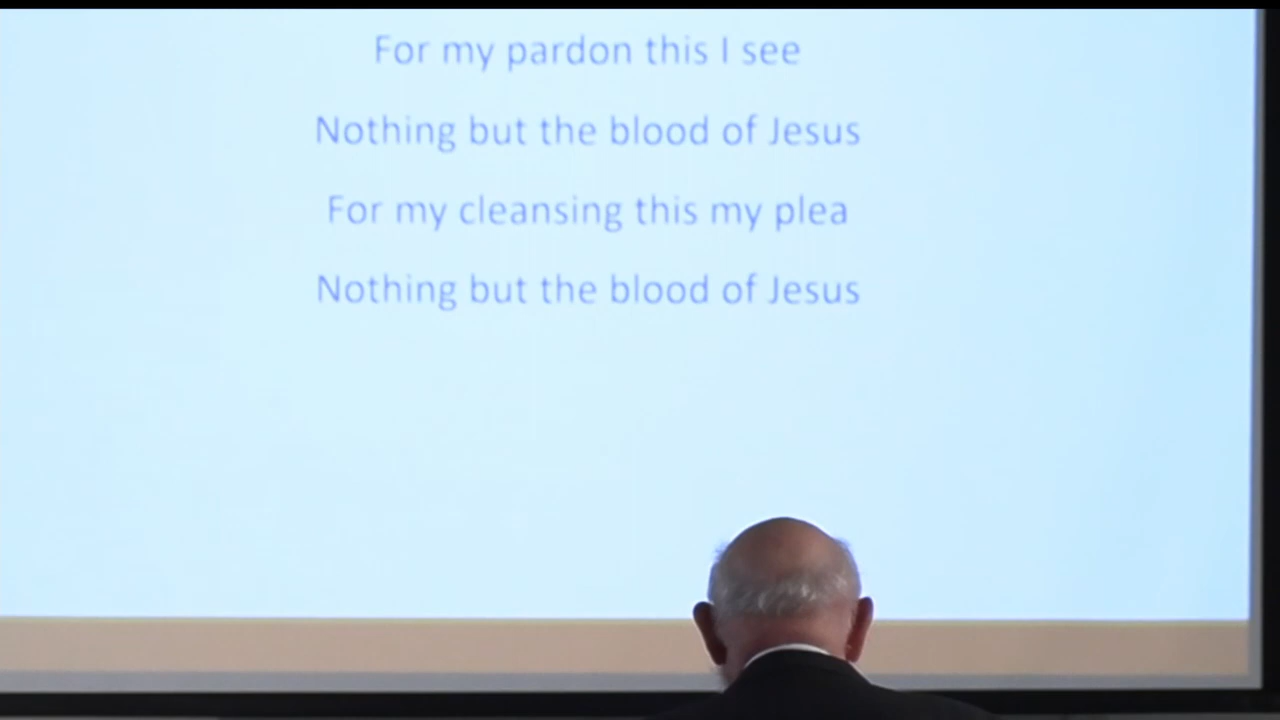 For my pardon this I see
Nothing but the blood of Jesus
For my cleansing this my plea
Nothing but the blood of Jesus